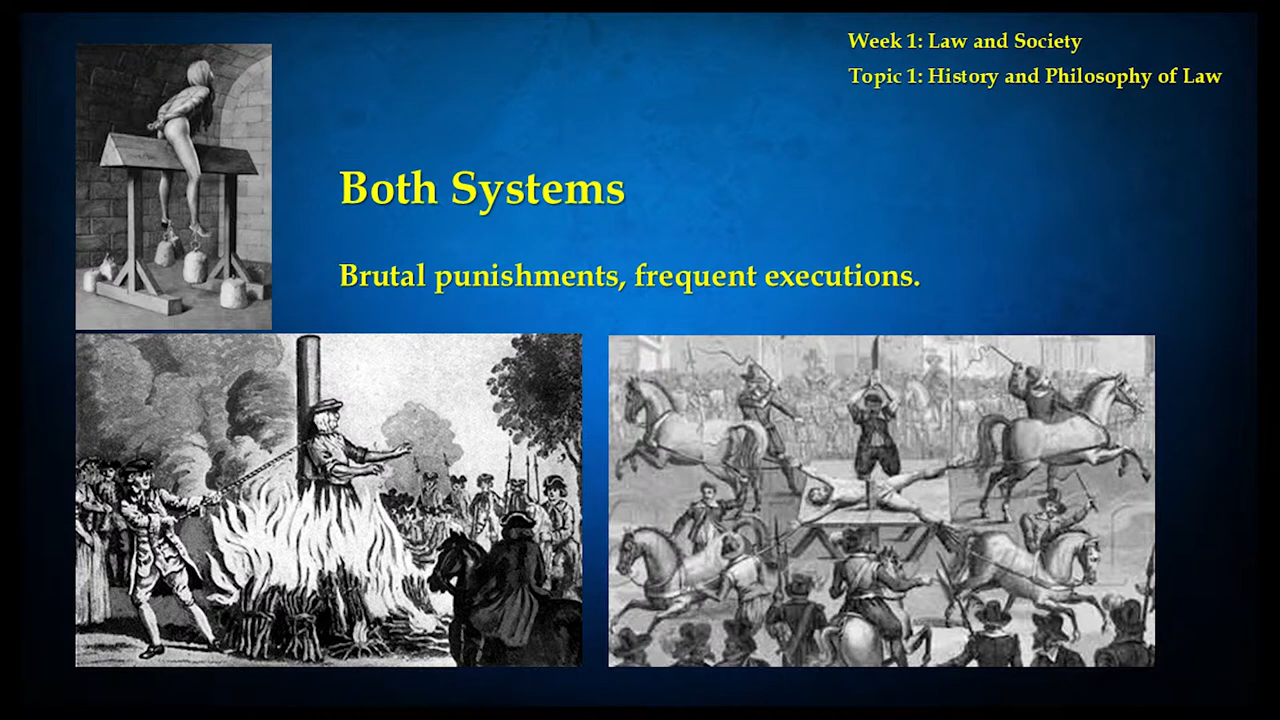 Week 1: Law and Society
Topic 1: History and Philosophy of Law
Both Systems
Brutal punishments, frequent executions.